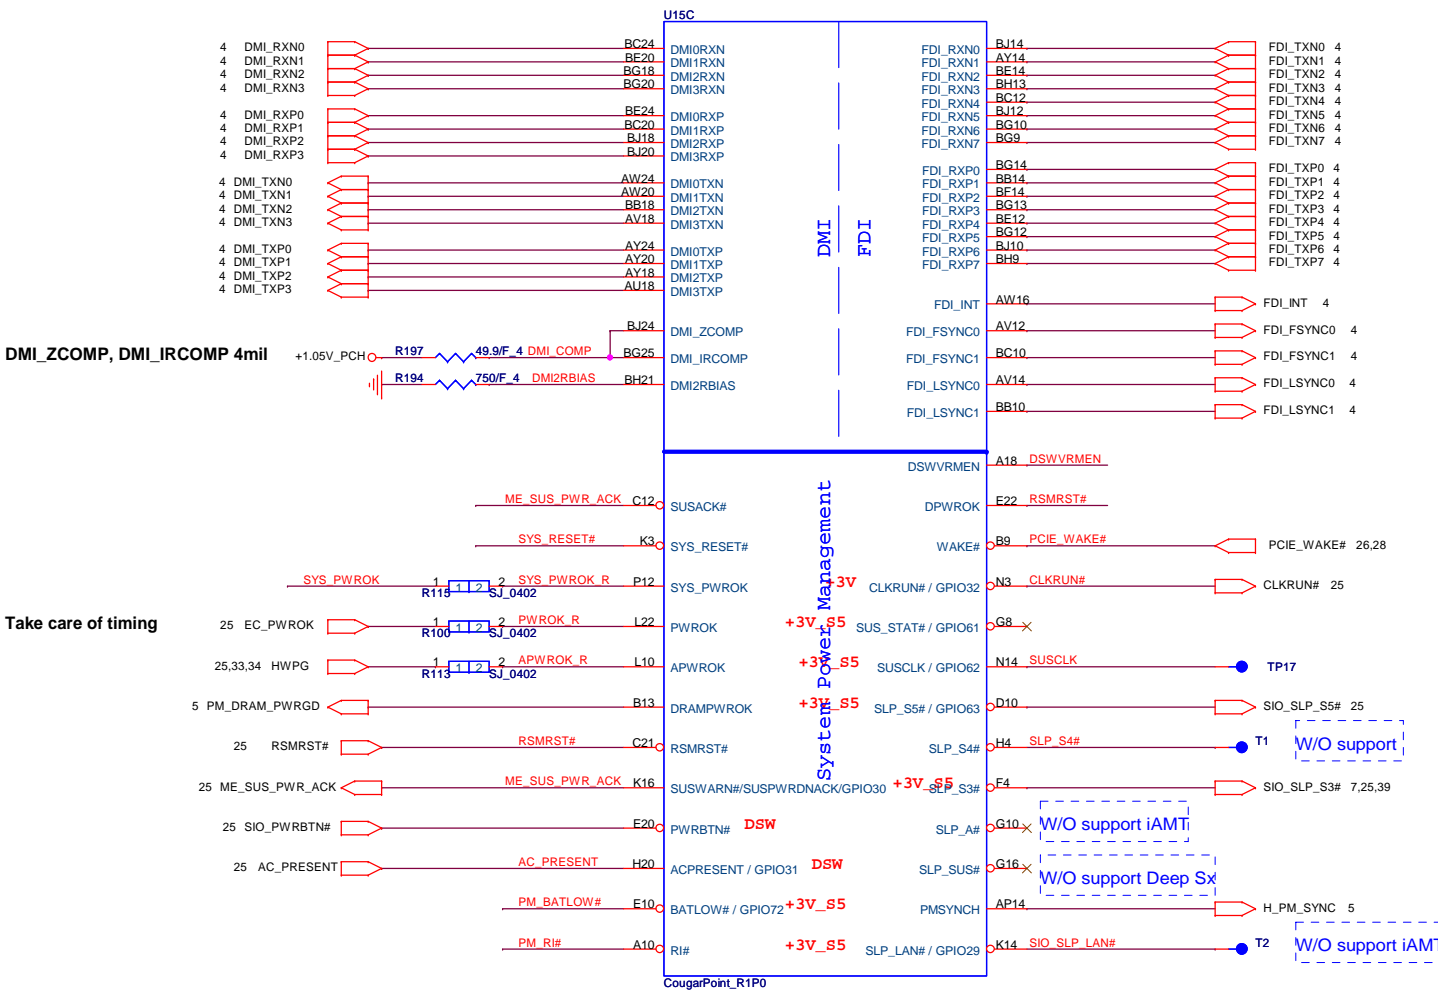 U15C
4 DMI_RXN0 BC24 DMI0RXN FDI_RXN0 BJ14 FDI_TXN0 4
4 DMI_RXN1 BE20 DMI1RXN FDI_RXN1 AY14 FDI_TXN1 4
4 DMI_RXN2 BG18 DMI2RXN FDI_RXN2 BE14 FDI_TXN2 4
4 DMI_RXN3 BG20 DMI3RXN FDI_RXN3 BH13 FDI_TXN3 4
FDI_RXN4 BC12 FDI_TXN4 4
4 DMI_RXP0 BE24 DMI0RXP FDI_RXN5 BJ12 FDI_TXN5 4
4 DMI_RXP1 BC20 DMI1RXP FDI_RXN6 BG10 FDI_TXN6 4
4 DMI_RXP2 BJ18 DMI2RXP FDI_RXN7 BG9 FDI_TXN7 4
4 DMI_RXP3 BJ20 DMI3RXP
FDI_RXP0 BG14 FDI_TXP0 4
4 DMI_TXN0 AW24 DMI0TXN FDI_RXP1 BB14 FDI_TXP1 4
4 DMI_TXN1 AW20 DMI1TXN FDI_RXP2 BF14 FDI_TXP2 4
4 DMI_TXN2 BB18 DMI2TXN FDI_RXP3 BG13 FDI_TXP3 4
4 DMI_TXN3 AV18 DMI3TXN FDI_RXP4 BE12 FDI_TXP4 4
FDI_RXP5 BG12 FDI_TXP5 4
4 DMI_TXP0 AY24 DMI0TXP FDI_RXP6 BJ10 FDI_TXP6 4
4 DMI_TXP1 AY20 DMI1TXP FDI_RXP7 BH9 FDI_TXP7 4
4 DMI_TXP2 AY18 DMI2TXP
4 DMI_TXP3 AU18 DMI3TXP
DMI
FDI
FDI_INT AW16 FDI_INT 4
BJ24 DMI_ZCOMP FDI_FSYNC0 AV12 FDI_FSYNC0 4
DMI_ZCOMP, DMI_IRCOMP 4mil +1.05V_PCH R197 49.9/F_4 DMI_COMP BG25 DMI_IRCOMP FDI_FSYNC1 BC10 FDI_FSYNC1 4
R194 750/F_4 DMI2RBIAS BH21 DMI2RBIAS FDI_LSYNC0 AV14 FDI_LSYNC0 4
FDI_LSYNC1 BB10 FDI_LSYNC1 4
DSWVRMEN A18 DSWVRMEN
System Power Management
ME_SUS_PWR_ACK C12 SUSACK# DPWROK E22 RSMRST#
SYS_RESET# K3 SYS_RESET# WAKE# B9 PCIE_WAKE# PCIE_WAKE# 26,28
SYS_PWROK 1 R115 1 2 2 SJ_0402 SYS_PWROK_R P12 SYS_PWROK +3V CLKRUN# / GPIO32 N3 CLKRUN# CLKRUN# 25
Take care of timing 25 EC_PWROK 1 R100 1 2 2 SJ_0402 PWROK_R L22 PWROK +3V_S5 SUS_STAT# / GPIO61 G8
25,33,34 HWPG 1 R113 1 2 2 SJ_0402 APWROK_R L10 APWROK +3V_S5 SUSCLK / GPIO62 N14 SUSCLK TP17
5 PM_DRAM_PWRGD B13 DRAMPWROK +3V_S5 SLP_S5# / GPIO63 D10 SIO_SLP_S5# 25
25 RSMRST# RSMRST# C21 RSMRST# SLP_S4# H4 SLP_S4# T1 W/O support
25 ME_SUS_PWR_ACK ME_SUS_PWR_ACK K16 SUSWARN#/SUSPWRDNACK/GPIO30 +3V_S5 SLP_S3# F4 SIO_SLP_S3# 7,25,39
25 SIO_PWRBTN# E20 PWRBTN# DSW SLP_A# G10 W/O support iAMT
25 AC_PRESENT AC_PRESENT H20 ACPRESENT / GPIO31 DSW SLP_SUS# G16 W/O support Deep Sx
PM_BATLOW# E10 BATLOW# / GPIO72 +3V_S5 PMSYNCH AP14 H_PM_SYNC 5
PM_RI# A10 RI# +3V_S5 SLP_LAN# / GPIO29 K14 SIO_SLP_LAN# T2 W/O support iAMT
CougarPoint_R1P0